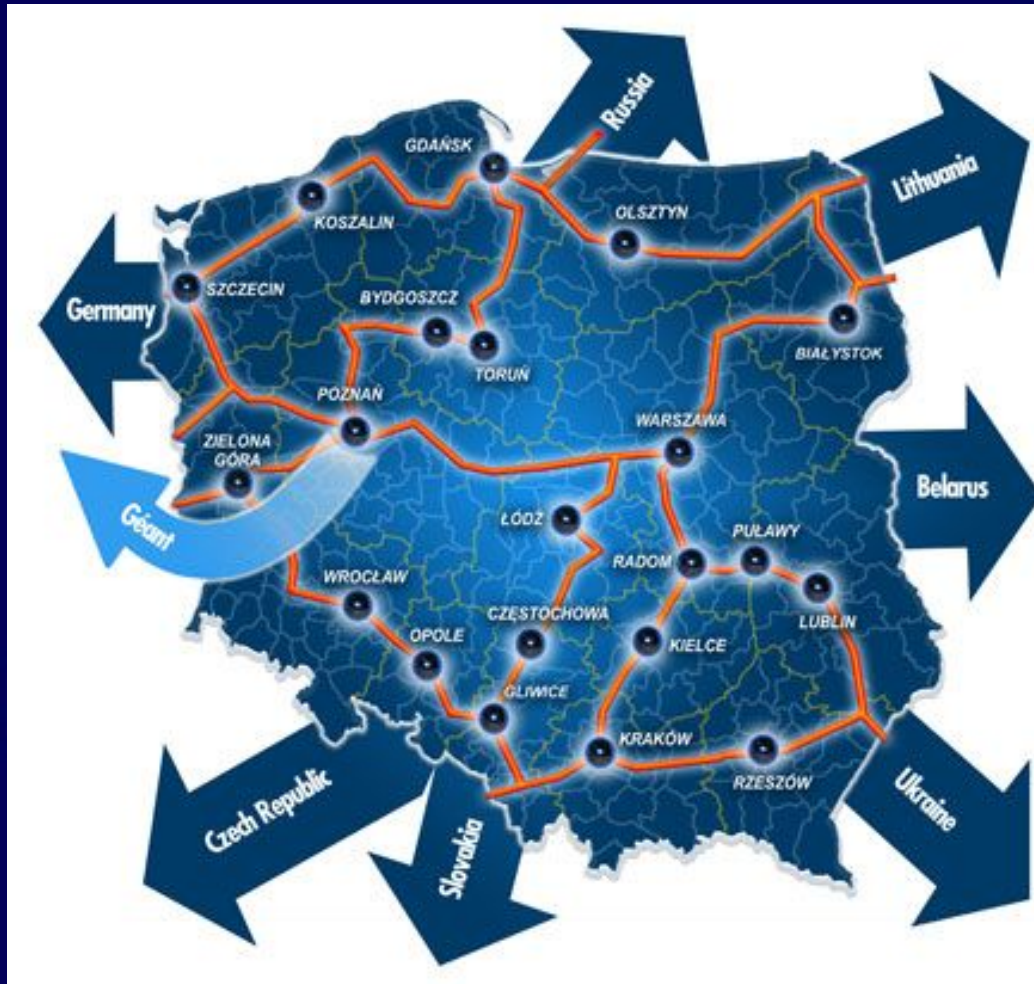 Russia
GDAŃSK
Lithuania
KOSZALIN
OLSZTYN
SZCZECIN
BYDGOSZCZ
Germany
TORUŃ
BIAŁYSTOK
POZNAŃ
WARSZAWA
ZIELONA
GÓRA
Belarus
Géant
ŁÓDŹ
PUŁAWY
RADOM
WROCŁAW
CZĘSTOCHOWA
LUBLIN
OPOLE
KIELCE
GLIWICE
KRAKÓW
RZESZÓW
Czech Republic
Slovakia
Ukraine